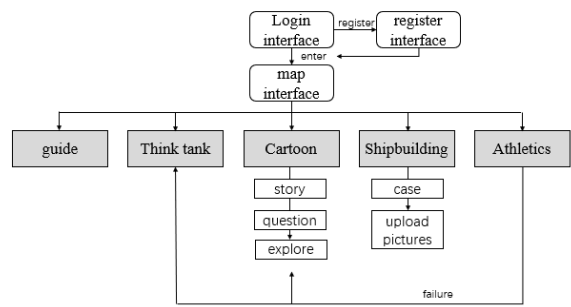 Login
interface
register
register
interface
enter
map
interface
guide
Think tank
Cartoon
Shipbuilding
Athletics
story
case
question
upload
pictures
explore
failure